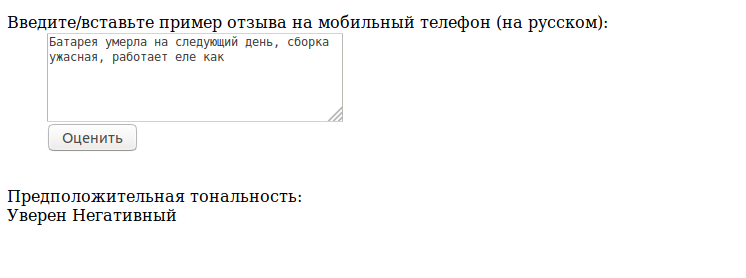 Введите/вставьте пример отзыва на мобильный телефон (на русском):
Батарея умерла на следующий день, сборка
ужасная, работает еле как
Оценить
Предположительная тональность:
Уверен Негативный